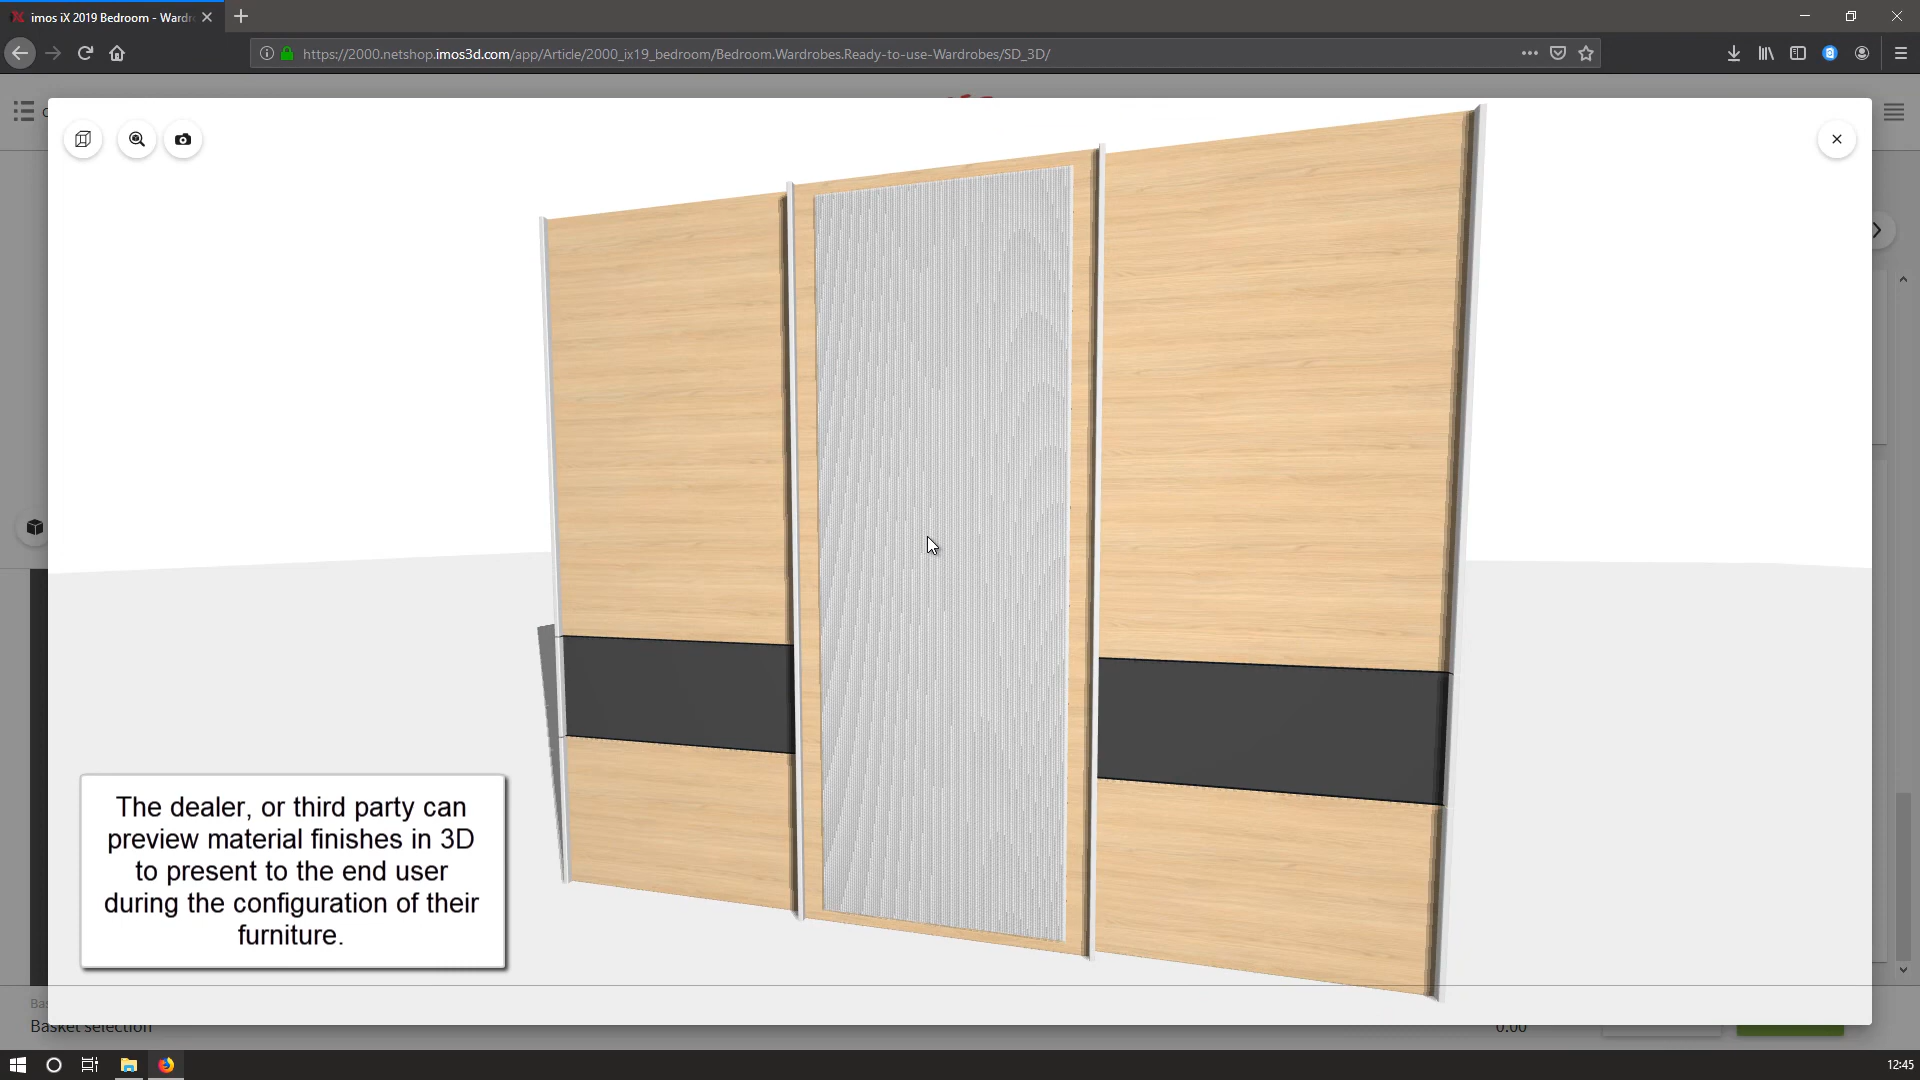 imos iX 2019 Bedroom - Wardr
https://2000.netshop.imos3d.com/app/Article/2000_ix19_bedroom/Bedroom.Wardrobes.Ready-to-use-Wardrobes/SD_3D/
The dealer, or third party can
preview material finishes in 3D
to present to the end user
during the configuration of their
furniture.
Basket selection
0.00
12:45